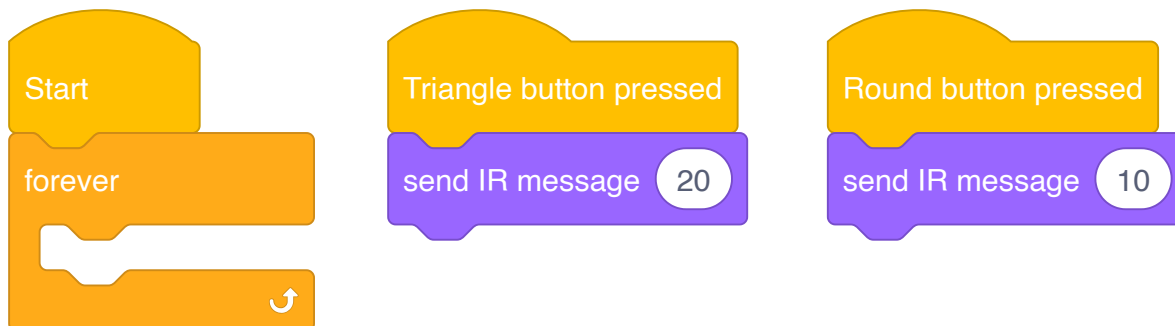 Start
forever
Triangle button pressed
send IR message 20
Round button pressed
send IR message 10